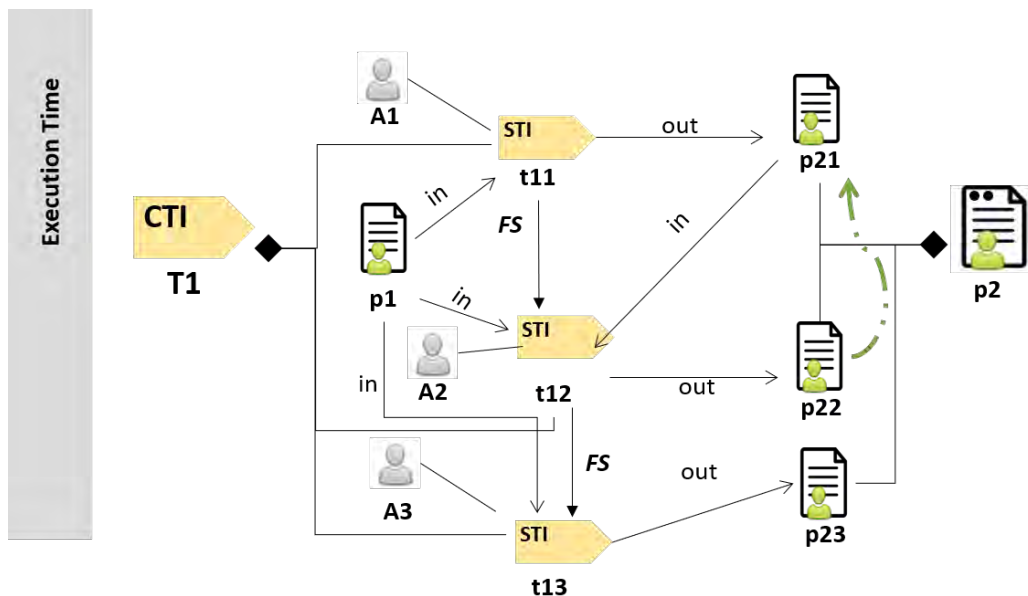 Execution Time
CTI
T1
A1
STI
t11
out
p21
in
FS
in
p1
in
A2
STI
t12
in
out
p22
p2
A3
FS
out
STI
t13
p23